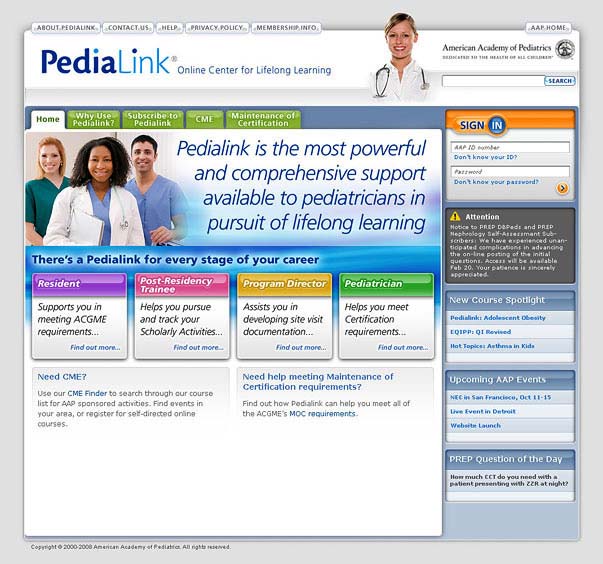 ABOUT PEDIALINK
CONTACT US
HELP
PRIVACY POLICY
MEMBERSHIP INFO
AAP HOME
PediaLink® Online Center for Lifelong Learning
American Academy of Pediatrics
DEDICATED TO THE HEALTH OF ALL CHILDREN
SEARCH
Home
Why Use
Pedialink?
Subscribe to
Pedialink
CME
Maintenance of
Certification
Pedialink is the most powerful
and comprehensive support
available to pediatricians in
pursuit of lifelong learning
There's a Pedialink for every stage of your career
Resident
Supports you in
meeting ACGME
requirements...
Find out more...
Post-Residency
Trainee
Helps you pursue
and track your
Scholarly Activities...
Find out more...
Program Director
Assists you in
developing site visit
documentation...
Find out more...
Pediatrician
Helps you meet
Certification
requirements...
Find out more...
Need CME?
Use our CME Finder to search through our course
list for AAP sponsored activities. Find events in
your area, or register for self-directed online
courses.
Need help meeting Maintenance of
Certification requirements?
Find out how Pedialink can help you meet all of
the ACGME's MOC requirements.
SIGN IN
AAP ID number
Don't know your ID?
Password
Don't know your password?
Attention
Notice to PREP D&Peds and PREP
Nephrology Self-Assessment Sub-
scribers: We have experienced unan-
ticipated complications in advancing
the on-line posting of the initial
questions. Access will be available
Feb 20. Your patience is sincerely
appreciated.
New Course Spotlight
Pedialink: Adolescent Obesity
EQIPP: QI Revised
Hot Topics: Asthma in Kids
Upcoming AAP Events
NEC in San Francisco, Oct 11-15
Live Event in Detroit
Website Launch
PREP Question of the Day
How much CCT do you need with a
patient presenting with ZZR at night?
Copyright © 2000-2008 American Academy of Pediatrics. All rights reserved.